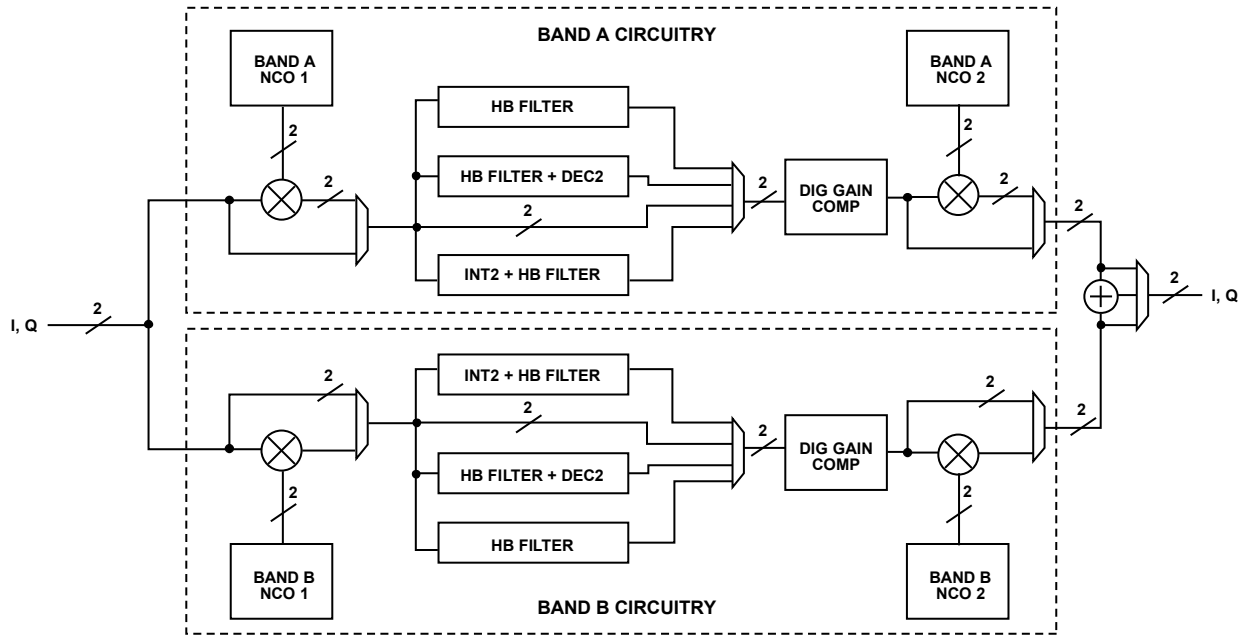 BAND A CIRCUITRY
BAND A
NCO 1
BAND A
NCO 2
2
2
HB FILTER
2
HB FILTER + DEC2
2
INT2 + HB FILTER
2
DIG GAIN
COMP
2
2
I, Q
2
2
I, Q
2
INT2 + HB FILTER
2
HB FILTER + DEC2
HB FILTER
2
DIG GAIN
COMP
2
2
2
2
BAND B
NCO 1
BAND B
NCO 2
BAND B CIRCUITRY